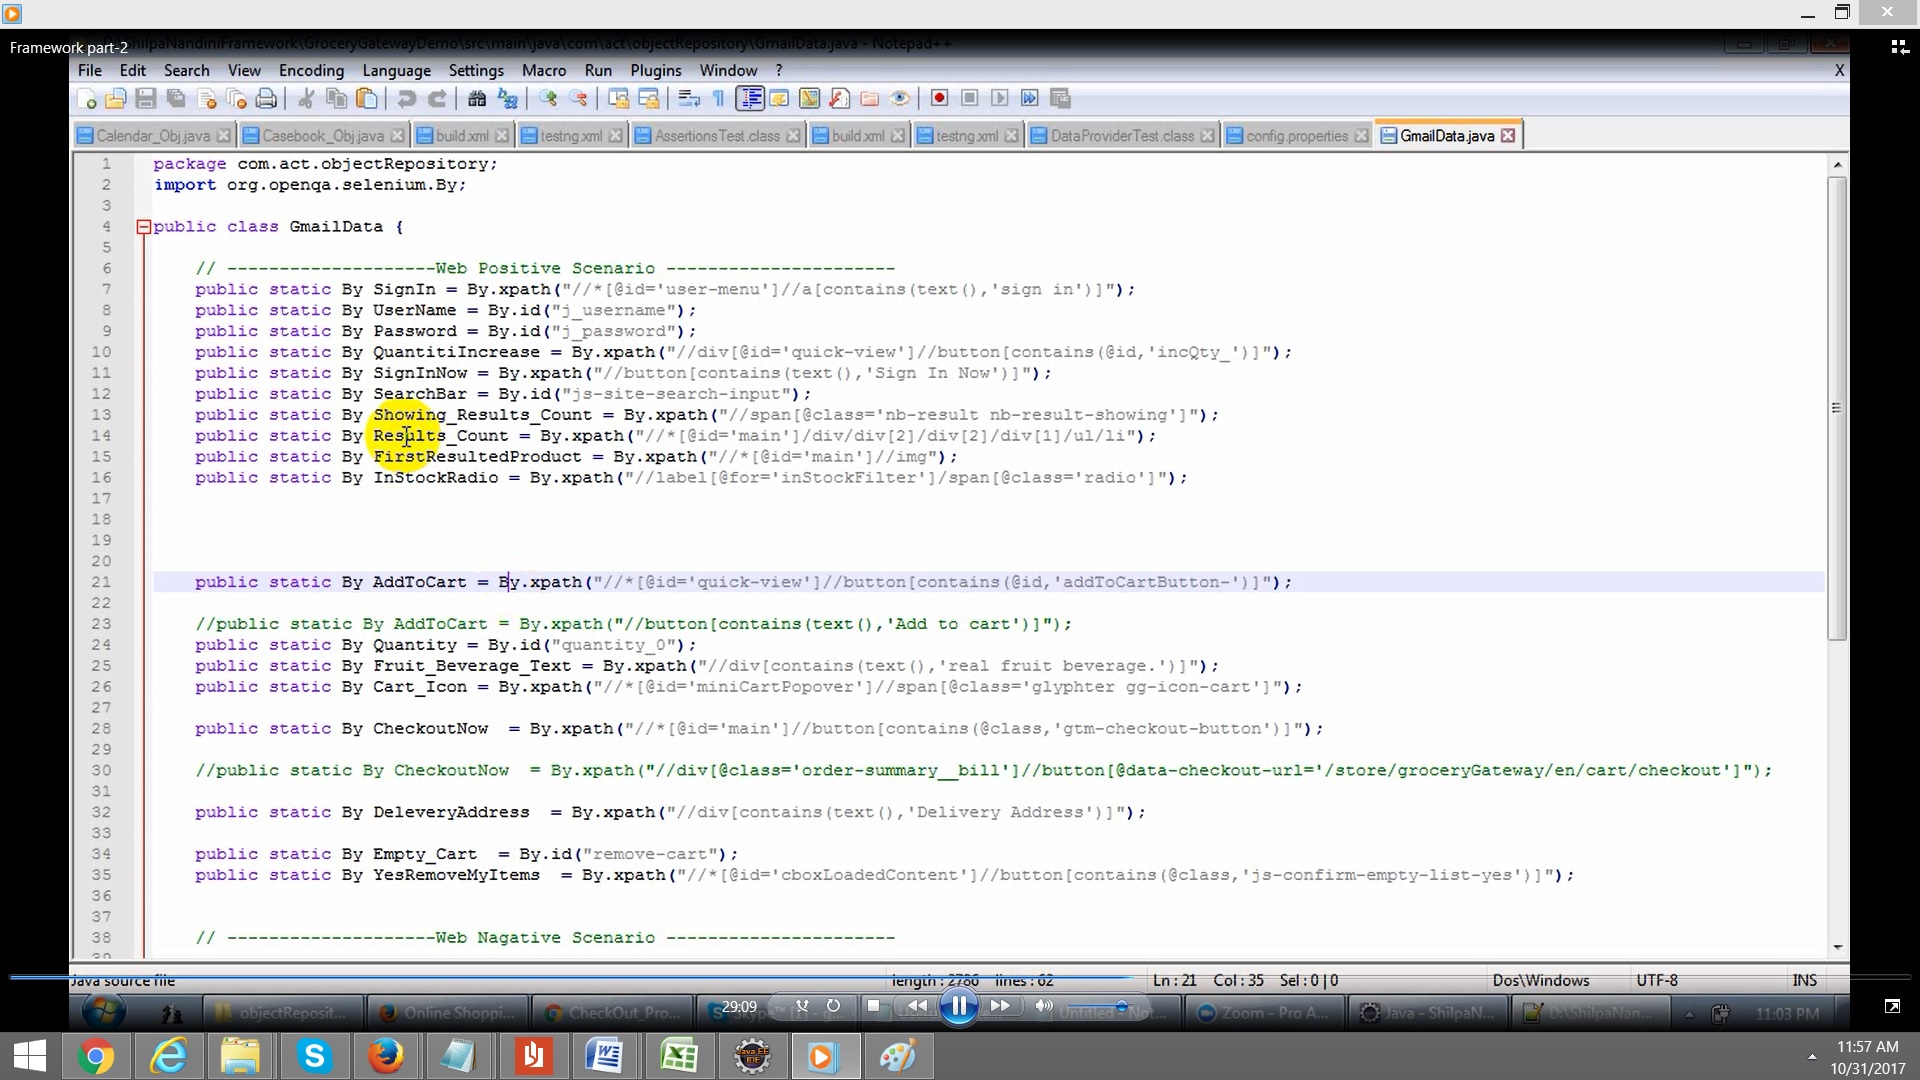 Framework part-2
ShilpaNandiniFramework\GroceryGatewayDemo\src\main\java\com\act\objectRepository\GmailData.java - Notepad++
File Edit Search View Encoding Language Settings Macro Run Plugins Window ? X
Calendar_Obj.java Casebook_Obj.java build.xml testng.xml AssertionsTest.class build.xml testng.xml DataProviderTest.class config.properties GmailData.java
1 package com.act.objectRepository;
2 import org.openqa.selenium.By;
3
4 public class GmailData {
5
6 // --------------------Web Positive Scenario ----------------------
7 public static By SignIn = By.xpath("//*[@id='user-menu']//a[contains(text(),'sign in')]");
8 public static By UserName = By.id("j_username");
9 public static By Password = By.id("j_password");
10 public static By QuantitiIncrease = By.xpath("//div[@id='quick-view']//button[contains(@id,'incQty_')]");
11 public static By SignInNow = By.xpath("//button[contains(text(),'Sign In Now')]");
12 public static By SearchBar = By.id("js-site-search-input");
13 public static By Showing_Results_Count = By.xpath("//span[@class='nb-result nb-result-showing']");
14 public static By Results_Count = By.xpath("//*[@id='main']/div/div[2]/div[2]/div[1]/ul/li");
15 public static By FirstResultedProduct = By.xpath("//*[@id='main']//img");
16 public static By InStockRadio = By.xpath("//label[@for='inStockFilter']/span[@class='radio']");
17
18
19
20
21 public static By AddToCart = By.xpath("//*[@id='quick-view']//button[contains(@id,'addToCartButton-')]");
22
23 //public static By AddToCart = By.xpath("//button[contains(text(),'Add to cart')]");
24 public static By Quantity = By.id("quantity_0");
25 public static By Fruit_Beverage_Text = By.xpath("//div[contains(text(),'real fruit beverage.')]");
26 public static By Cart_Icon = By.xpath("//*[@id='miniCartPopover']//span[@class='glyphter gg-icon-cart']");
27
28 public static By CheckoutNow = By.xpath("//*[@id='main']//button[contains(@class,'gtm-checkout-button')]");
29
30 //public static By CheckoutNow = By.xpath("//div[@class='order-summary__bill']//button[@data-checkout-url='/store/groceryGateway/en/cart/checkout']");
31
32 public static By DeleveryAddress = By.xpath("//div[contains(text(),'Delivery Address')]");
33
34 public static By Empty_Cart = By.id("remove-cart");
35 public static By YesRemoveMyItems = By.xpath("//*[@id='cboxLoadedContent']//button[contains(@class,'js-confirm-empty-list-yes')]");
36
37
38 // --------------------Web Nagative Scenario ----------------------
39
Java source file length : 2786 lines : 62 Ln : 21 Col : 35 Sel : 0 | 0 Dos\Windows UTF-8 INS
objectReposit... Online Shoppi... CheckOut_Pro... 29:09 Untitled - Not... Zoom - Pro A... Java - ShilpaN... D:\ShilpaNan... 11:03 PM
11:57 AM
10/31/2017